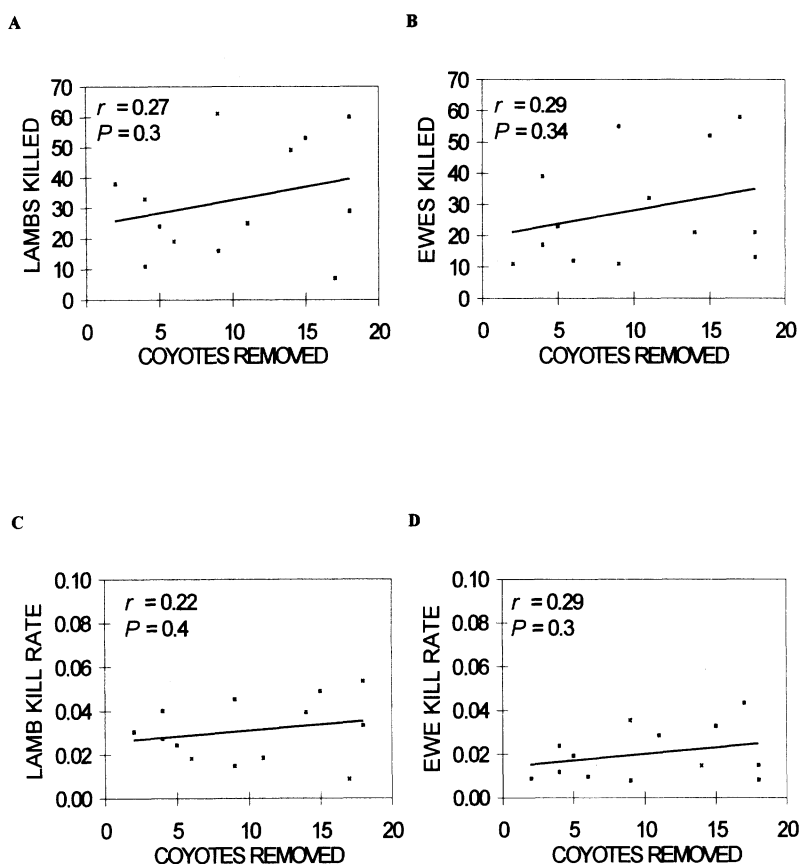 A
LAMBS KILLED
70
60
50
40
30
20
10
0
r = 0.27
P = 0.3
0 5 10 15 20
COYOTES REMOVED
B
EWES KILLED
70
60
50
40
30
20
10
0
r = 0.29
P = 0.34
0 5 10 15 20
COYOTES REMOVED
C
LAMB KILL RATE
0.10
0.08
0.06
0.04
0.02
0.00
r = 0.22
P = 0.4
0 5 10 15 20
COYOTES REMOVED
D
EWE KILL RATE
0.10
0.08
0.06
0.04
0.02
0.00
r = 0.29
P = 0.3
0 5 10 15 20
COYOTES REMOVED